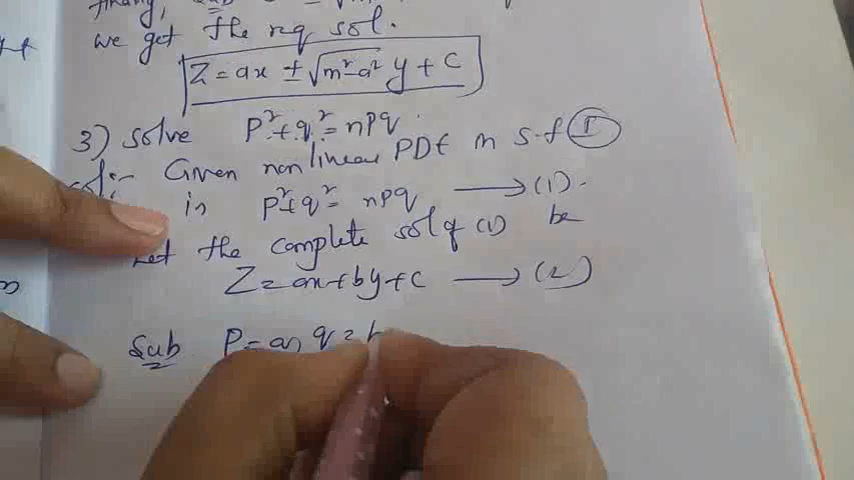 we get the req sol.
Z = ax ± √m²-a² y + c
3) solve p²+q² = npq.
sol:- Given non linear PDE in s.f (I)
is p²+q² = npq → (1).
Let the complete sol of (1) be
Z = ax+by+c → (2)
Sub P = a, q =